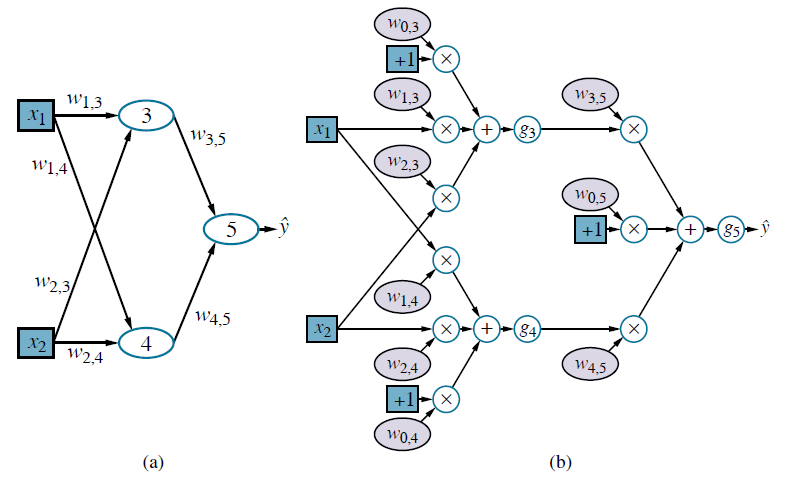 x1
w1,3
3
w3,5
w1,4
5
ŷ
w2,3
w4,5
x2
w2,4
4
(a)
w0,3
+1
×
w1,3
x1
×
+
g3
w2,3
×
w3,5
×
w0,5
+1
×
+
g5
ŷ
×
w1,4
x2
×
+
g4
w2,4
+1
×
w0,4
×
w4,5
(b)